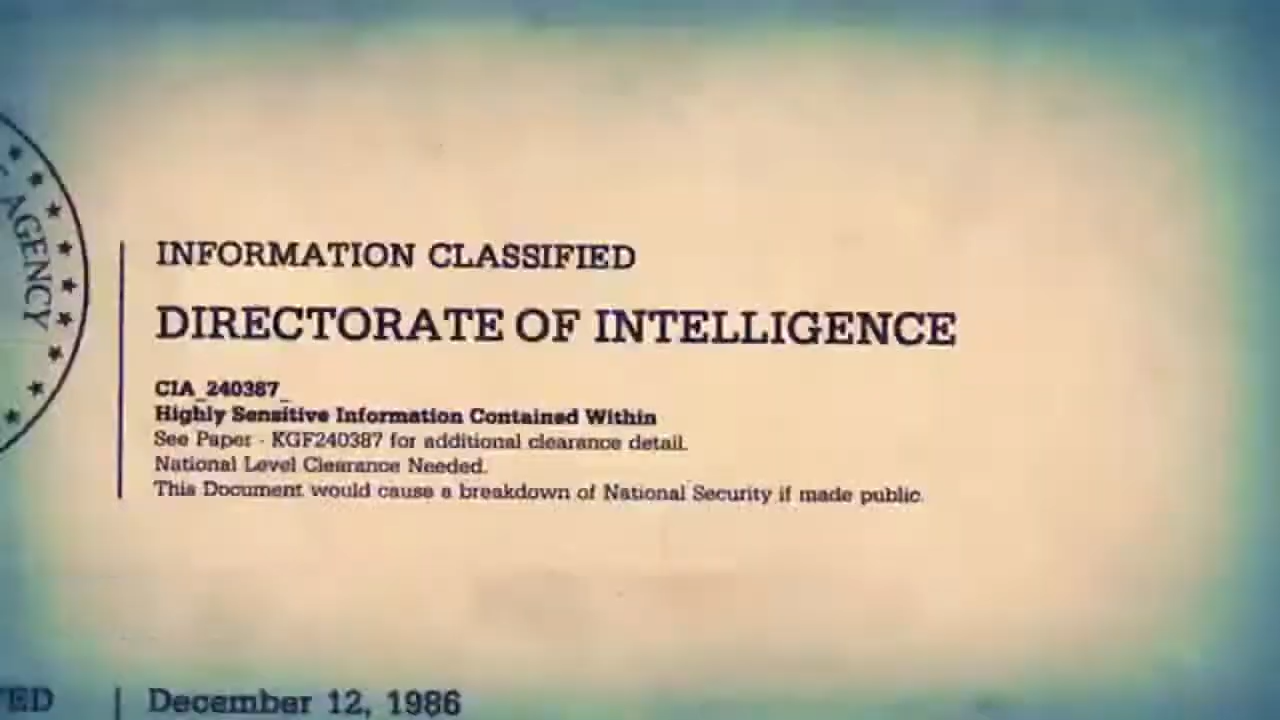 AGENCY
INFORMATION CLASSIFIED
DIRECTORATE OF INTELLIGENCE
CIA_240387_
Highly Sensitive Information Contained Within
See Paper - KGF240387 for additional clearance detail.
National Level Clearance Needed.
This Document would cause a breakdown of National Security if made public.
ED | December 12, 1986